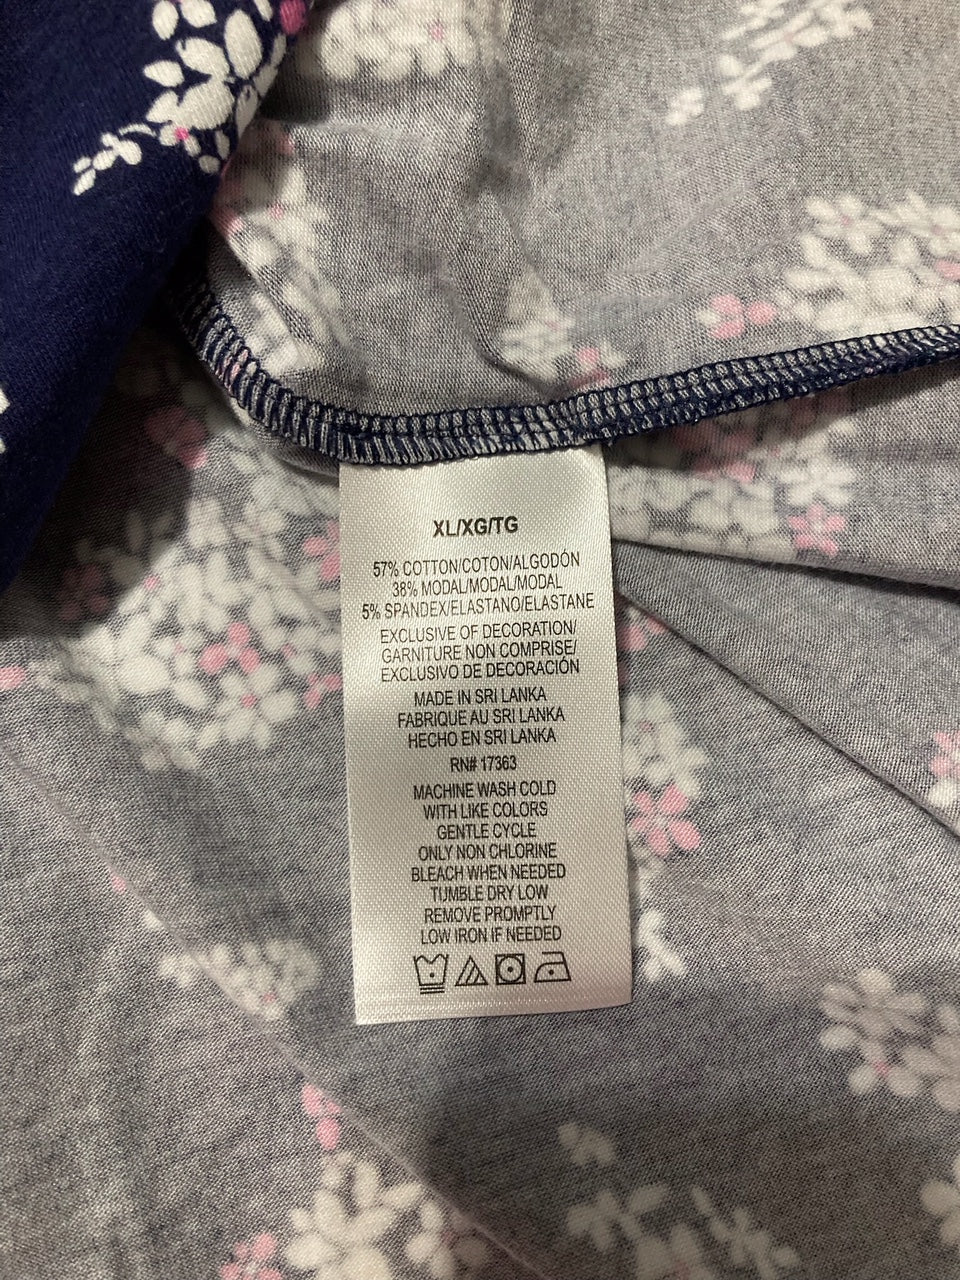 XL/XG/TG
57% COTTON/COTON/ALGODÓN
38% MODAL/MODAL/MODAL
5% SPANDEX/ELASTANO/ELASTANE
EXCLUSIVE OF DECORATION/
GARNITURE NON COMPRISE/
EXCLUSIVO DE DECORACIÓN
MADE IN SRI LANKA
FABRIQUE AU SRI LANKA
HECHO EN SRI LANKA
RN# 17363
MACHINE WASH COLD
WITH LIKE COLORS
GENTLE CYCLE
ONLY NON CHLORINE
BLEACH WHEN NEEDED
TUMBLE DRY LOW
REMOVE PROMPTLY
LOW IRON IF NEEDED